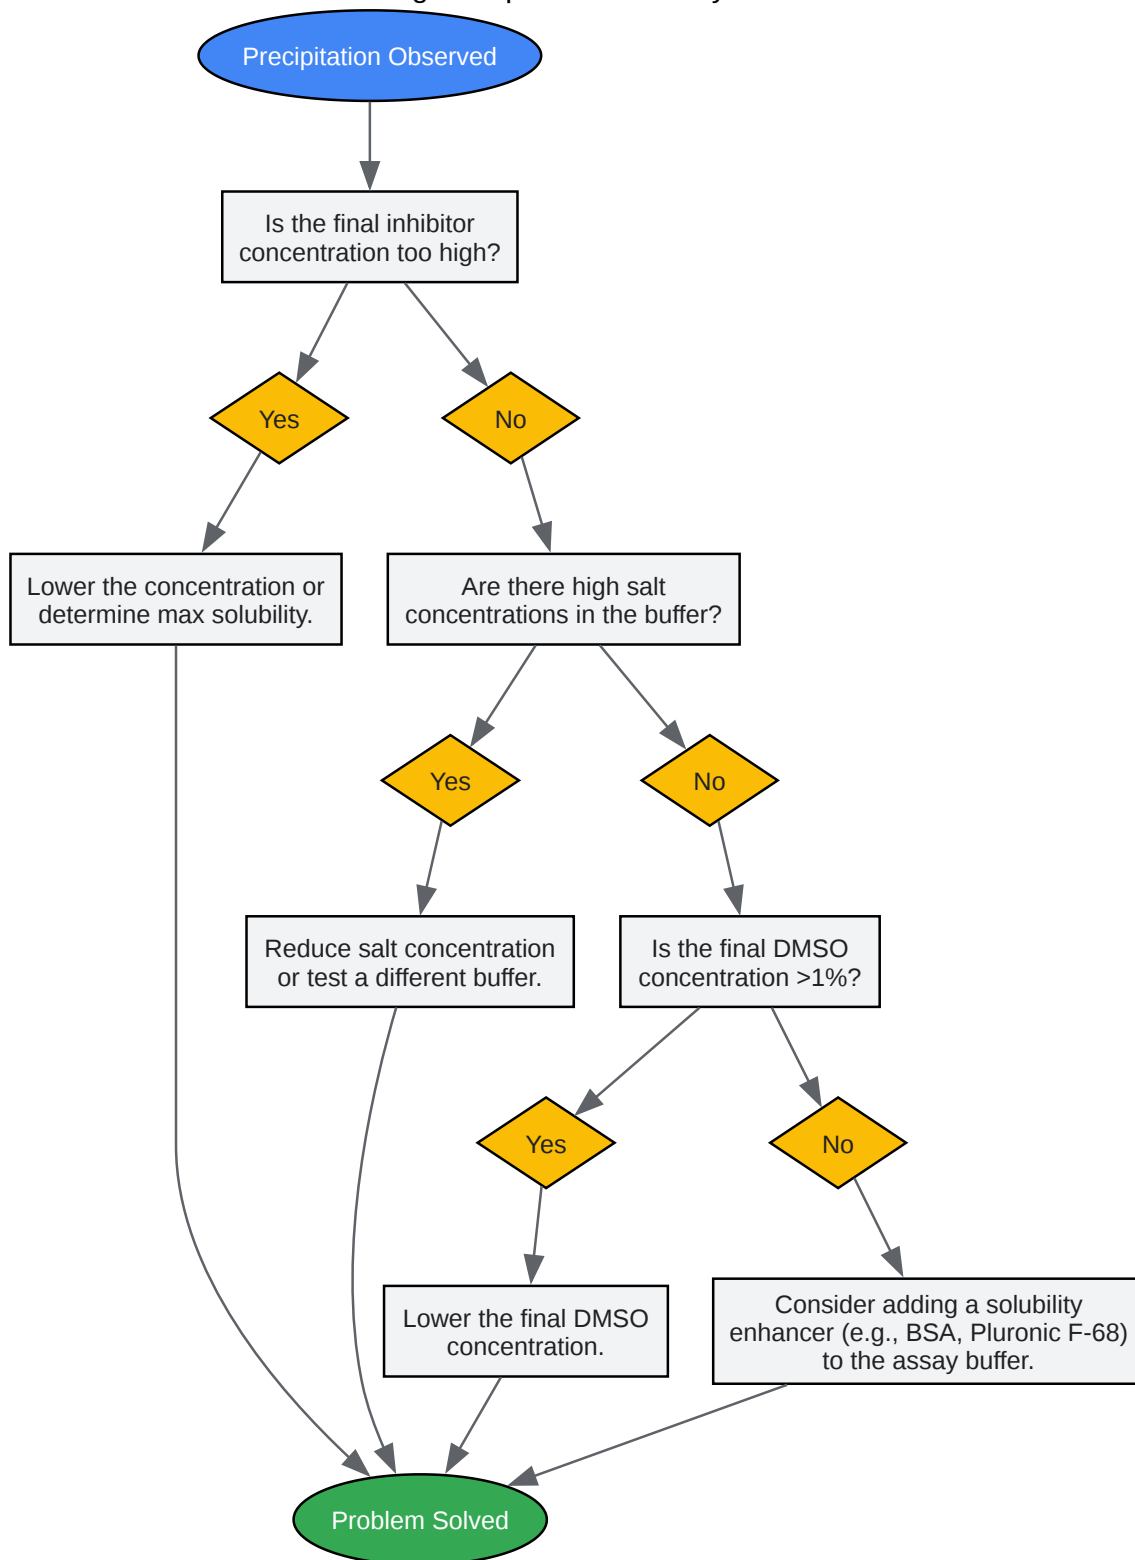 Precipitation Observed
Is the final inhibitor
concentration too high?
Yes
No
Lower the concentration or
determine max solubility.
Are there high salt
concentrations in the buffer?
Yes
No
Reduce salt concentration
or test a different buffer.
Is the final DMSO
concentration >1%?
Yes
No
Lower the final DMSO
concentration.
Consider adding a solubility
enhancer (e.g., BSA, Pluronic F-68)
to the assay buffer.
Problem Solved